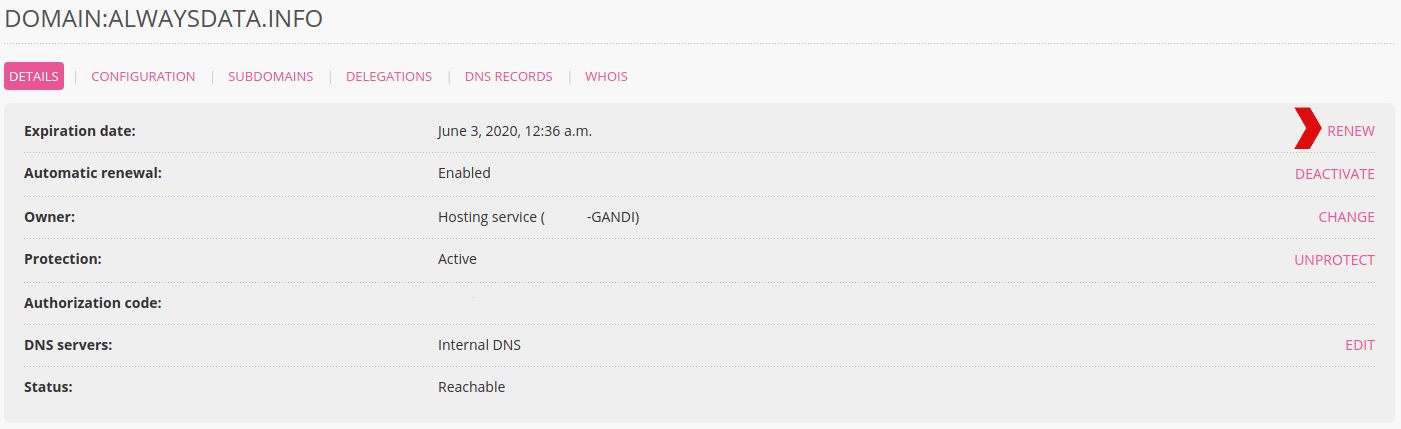 DOMAIN:ALWAYSDATA.INFO
DETAILS | CONFIGURATION | SUBDOMAINS | DELEGATIONS | DNS RECORDS | WHOIS
Expiration date: June 3, 2020, 12:36 a.m. RENEW
Automatic renewal: Enabled DEACTIVATE
Owner: Hosting service ( -GANDI) CHANGE
Protection: Active UNPROTECT
Authorization code:
DNS servers: Internal DNS EDIT
Status: Reachable